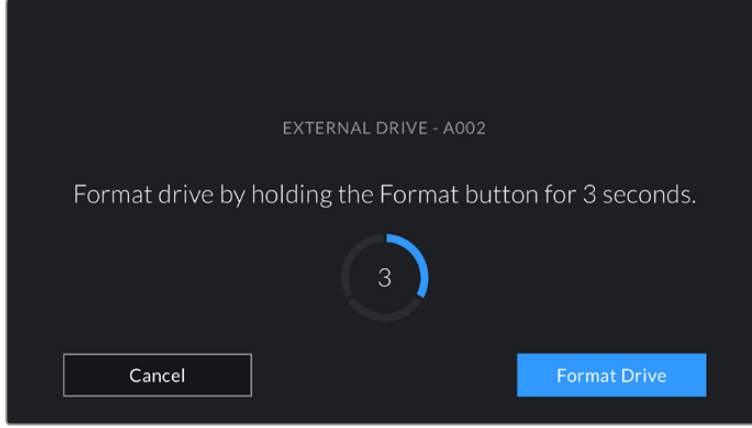 EXTERNAL DRIVE - A002
Format drive by holding the Format button for 3 seconds.
3
Cancel
Format Drive